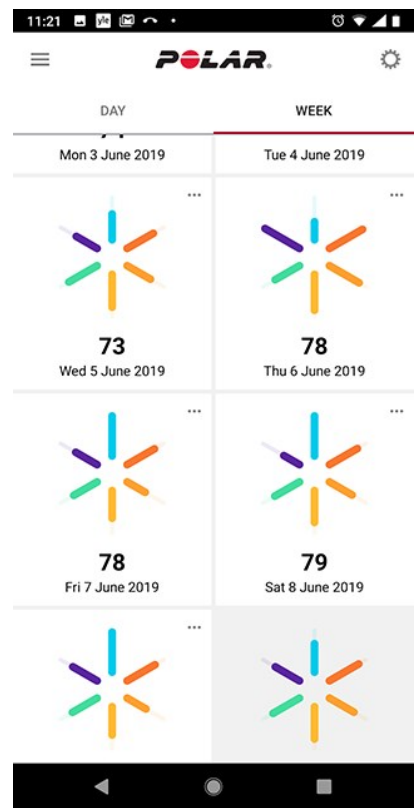 11:21 yle
POLAR
DAY WEEK
Mon 3 June 2019 Tue 4 June 2019
73 78
Wed 5 June 2019 Thu 6 June 2019
78 79
Fri 7 June 2019 Sat 8 June 2019